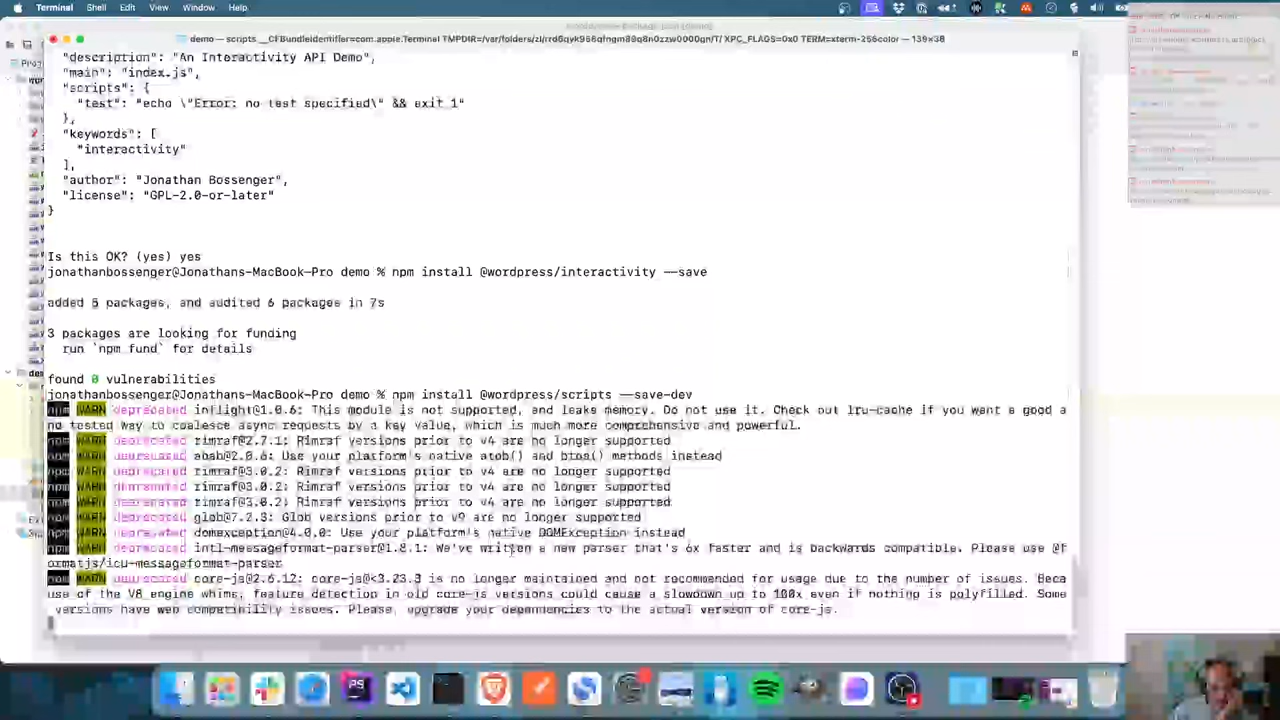 Terminal Shell Edit View Window Help
"description": "An Interactivity API Demo",
"main": "index.js",
"scripts": {
"test": "echo \"Error: no test specified\" && exit 1"
},
"keywords": [
"interactivity"
],
"author": "Jonathan Bossenger",
"license": "GPL-2.0-or-later"
}
Is this OK? (yes) yes
jonathanbossenger@Jonathans-MacBook-Pro demo % npm install @wordpress/interactivity --save
added 5 packages, and audited 6 packages in 7s
3 packages are looking for funding
run `npm fund` for details
found 0 vulnerabilities
jonathanbossenger@Jonathans-MacBook-Pro demo % npm install @wordpress/scripts --save-dev
npm WARN deprecated inflight@1.0.6: This module is not supported, and leaks memory. Do not use it. Check out lru-cache if you want a good a
nd tested way to coalesce async requests by a key value, which is much more comprehensive and powerful.
npm WARN deprecated rimraf@2.7.1: Rimraf versions prior to v4 are no longer supported
npm WARN deprecated abab@2.0.6: Use your platform's native atob() and btoa() methods instead
npm WARN deprecated rimraf@3.0.2: Rimraf versions prior to v4 are no longer supported
npm WARN deprecated rimraf@3.0.2: Rimraf versions prior to v4 are no longer supported
npm WARN deprecated rimraf@3.0.2: Rimraf versions prior to v4 are no longer supported
npm WARN deprecated glob@7.2.3: Glob versions prior to v9 are no longer supported
npm WARN deprecated domexception@4.0.0: Use your platform's native DOMException instead
npm WARN deprecated intl-messageformat-parser@1.8.1: We've written a new parser that's 6x faster and is backwards compatible. Please use @f
ormatjs/icu-messageformat-parser
npm WARN deprecated core-js@2.6.12: core-js@<3.23.3 is no longer maintained and not recommended for usage due to the number of issues. Beca
use of the V8 engine whims, feature detection in old core-js versions could cause a slowdown up to 100x even if nothing is polyfilled. Some
versions have web compatibility issues. Please, upgrade your dependencies to the actual version of core-js.